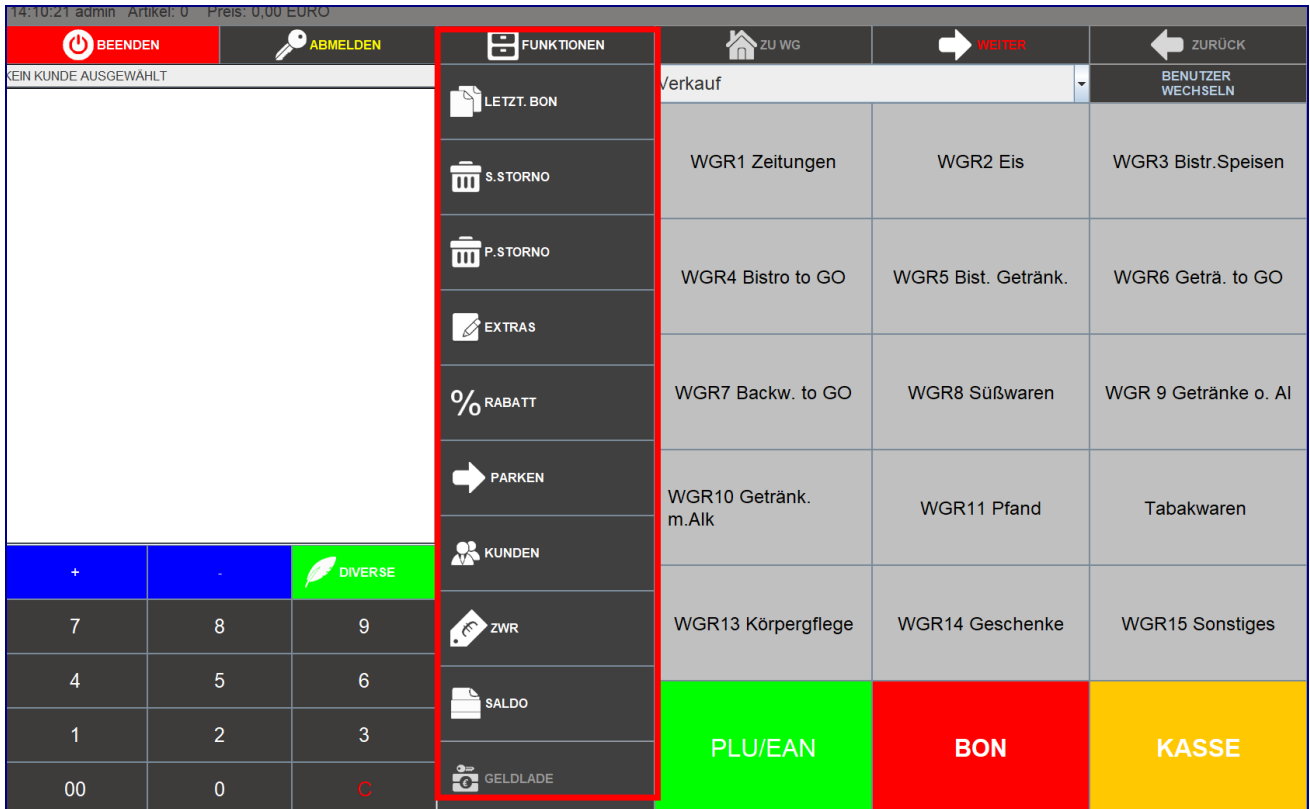 14:10:21 admin Artikel: 0 Preis: 0,00 EURO
BEENDEN
ABMELDEN
FUNKTIONEN
ZU WG
WEITER
ZURÜCK
KEIN KUNDE AUSGEWÄHLT
Verkauf
BENUTZER
WECHSELN
LETZT. BON
S.STORNO
P.STORNO
EXTRAS
% RABATT
PARKEN
KUNDEN
ZWR
SALDO
GELDLADE
WGR1 Zeitungen
WGR2 Eis
WGR3 Bistr.Speisen
WGR4 Bistro to GO
WGR5 Bist. Getränk.
WGR6 Geträ. to GO
WGR7 Backw. to GO
WGR8 Süßwaren
WGR 9 Getränke o. Al
WGR10 Getränk.
m.Alk
WGR11 Pfand
Tabakwaren
WGR13 Körpergflege
WGR14 Geschenke
WGR15 Sonstiges
+
-
DIVERSE
7
8
9
4
5
6
1
2
3
00
0
C
PLU/EAN
BON
KASSE